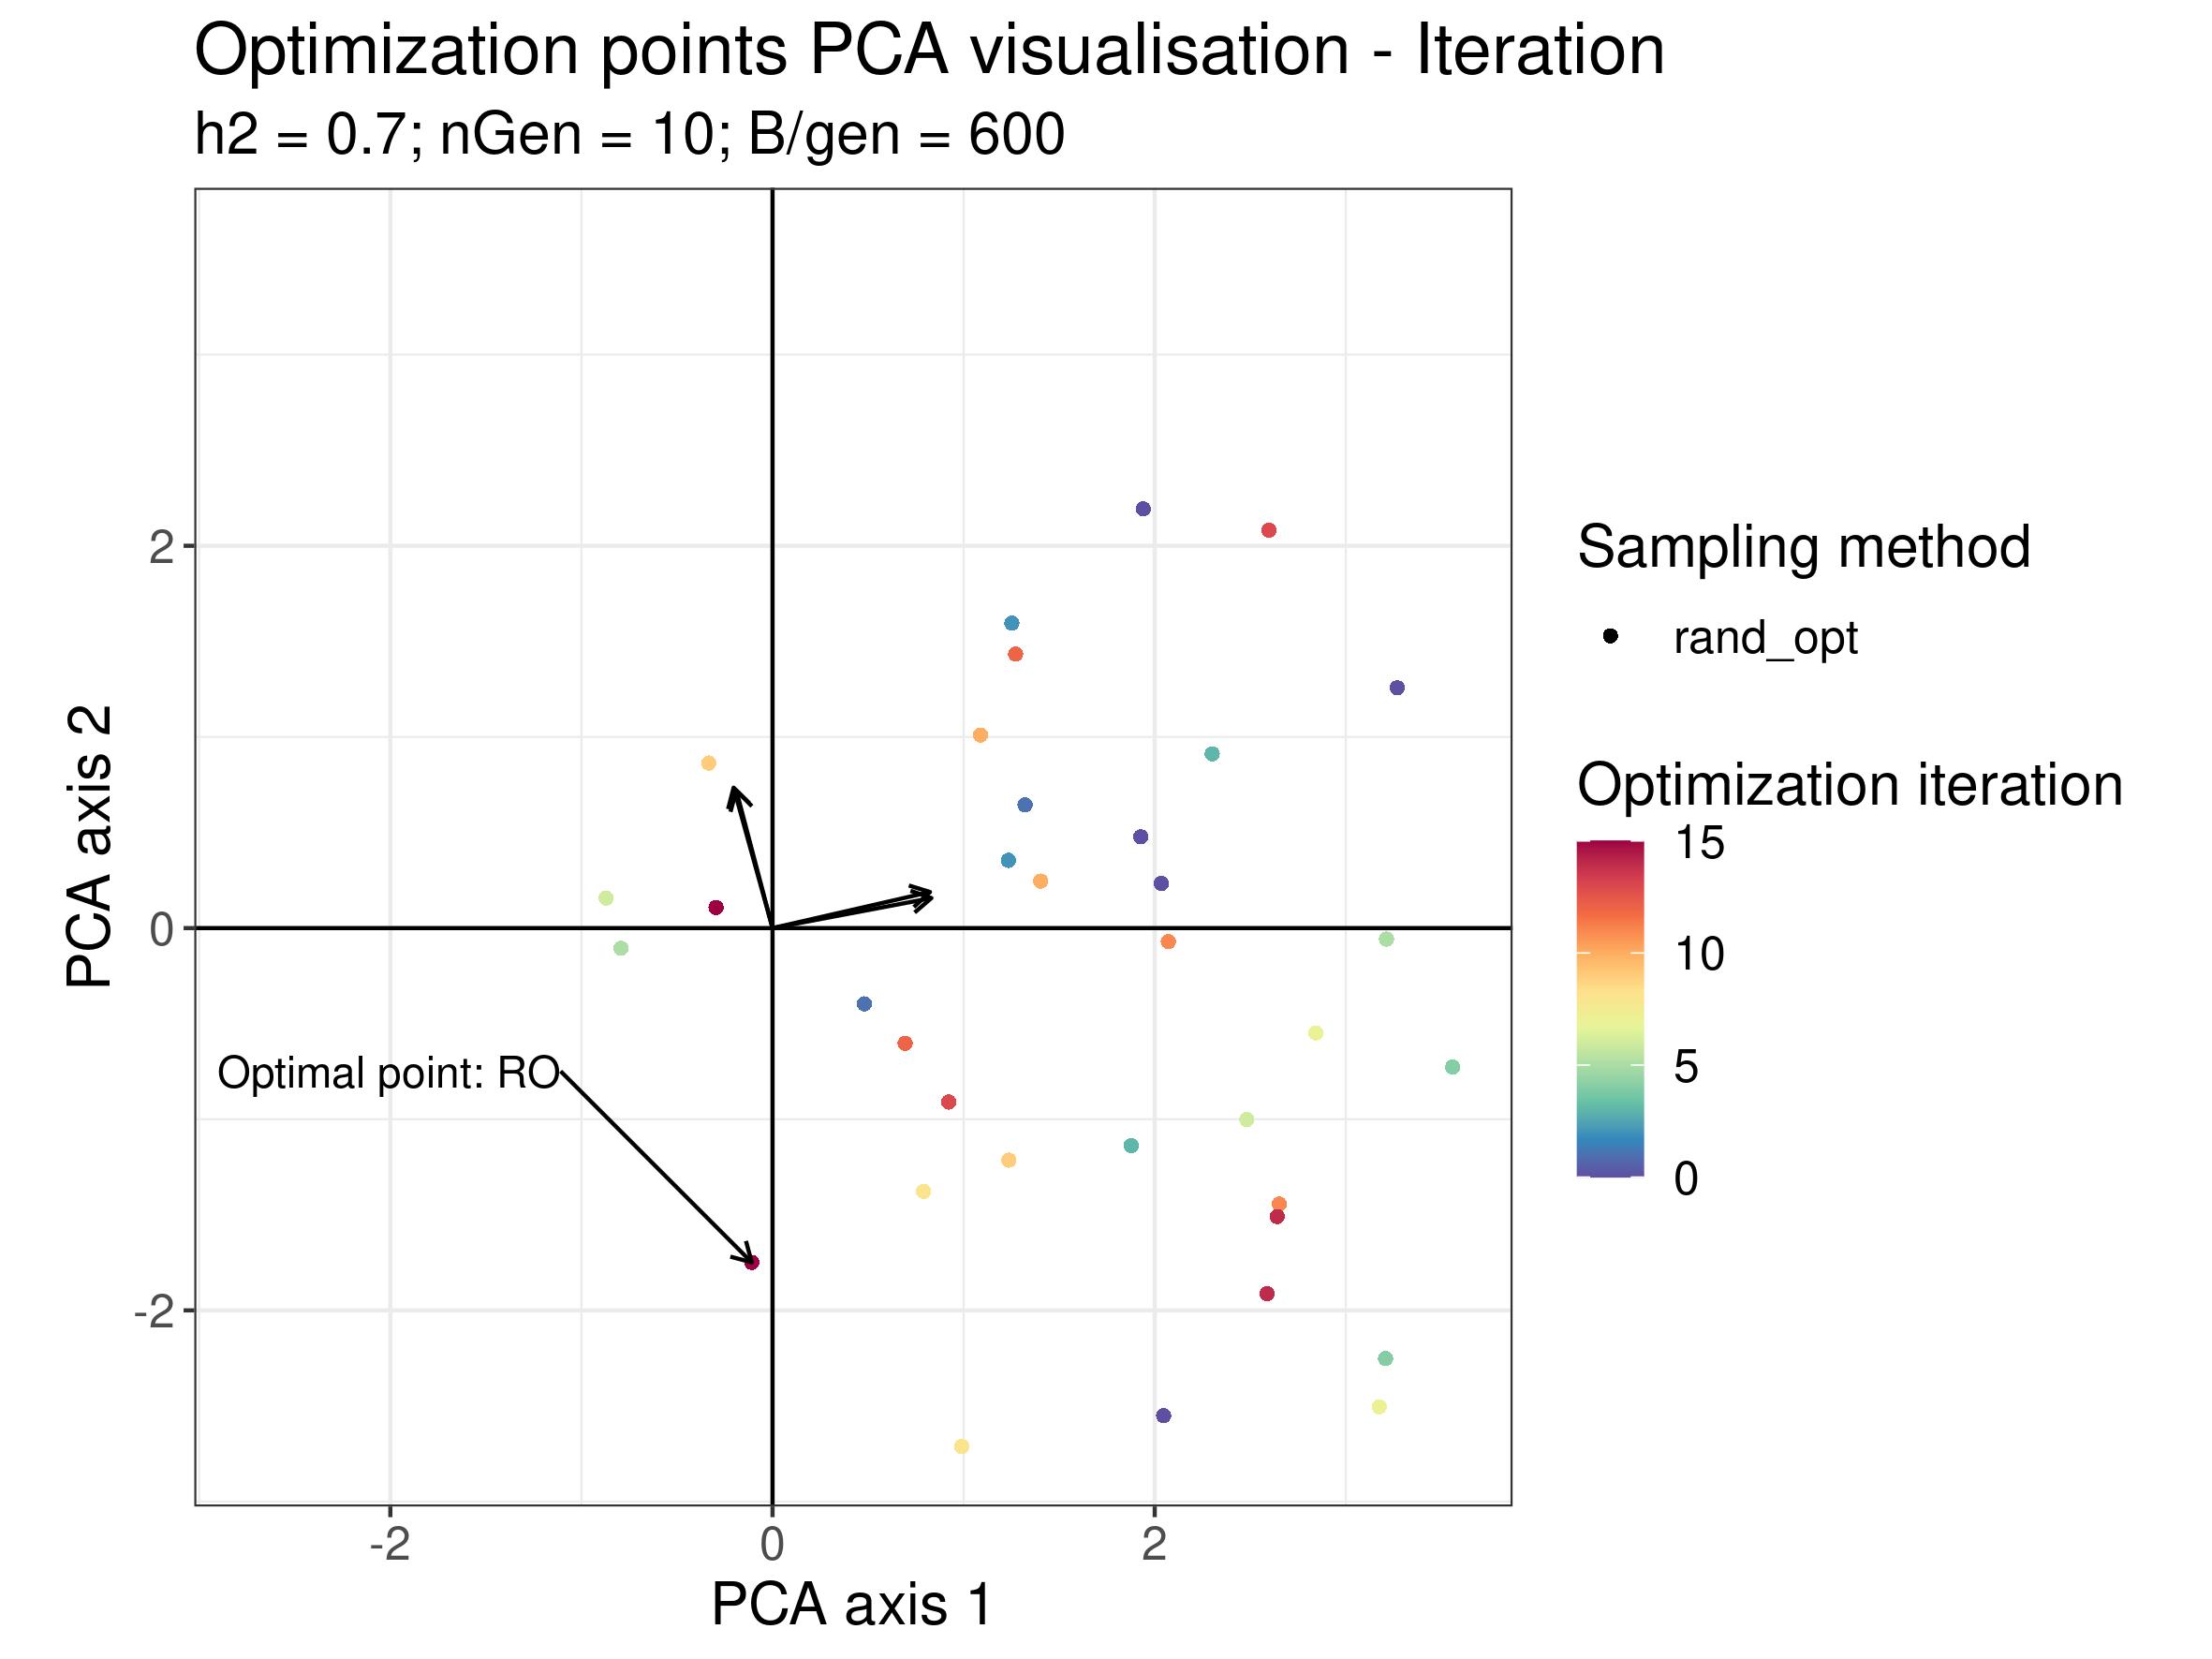 Optimization points PCA visualisation - Iteration
h2 = 0.7; nGen = 10; B/gen = 600
2
0
-2
PCA axis 2
Optimal point: RO
-2
0
2
PCA axis 1
Sampling method
rand_opt
Optimization iteration
15
10
5
0